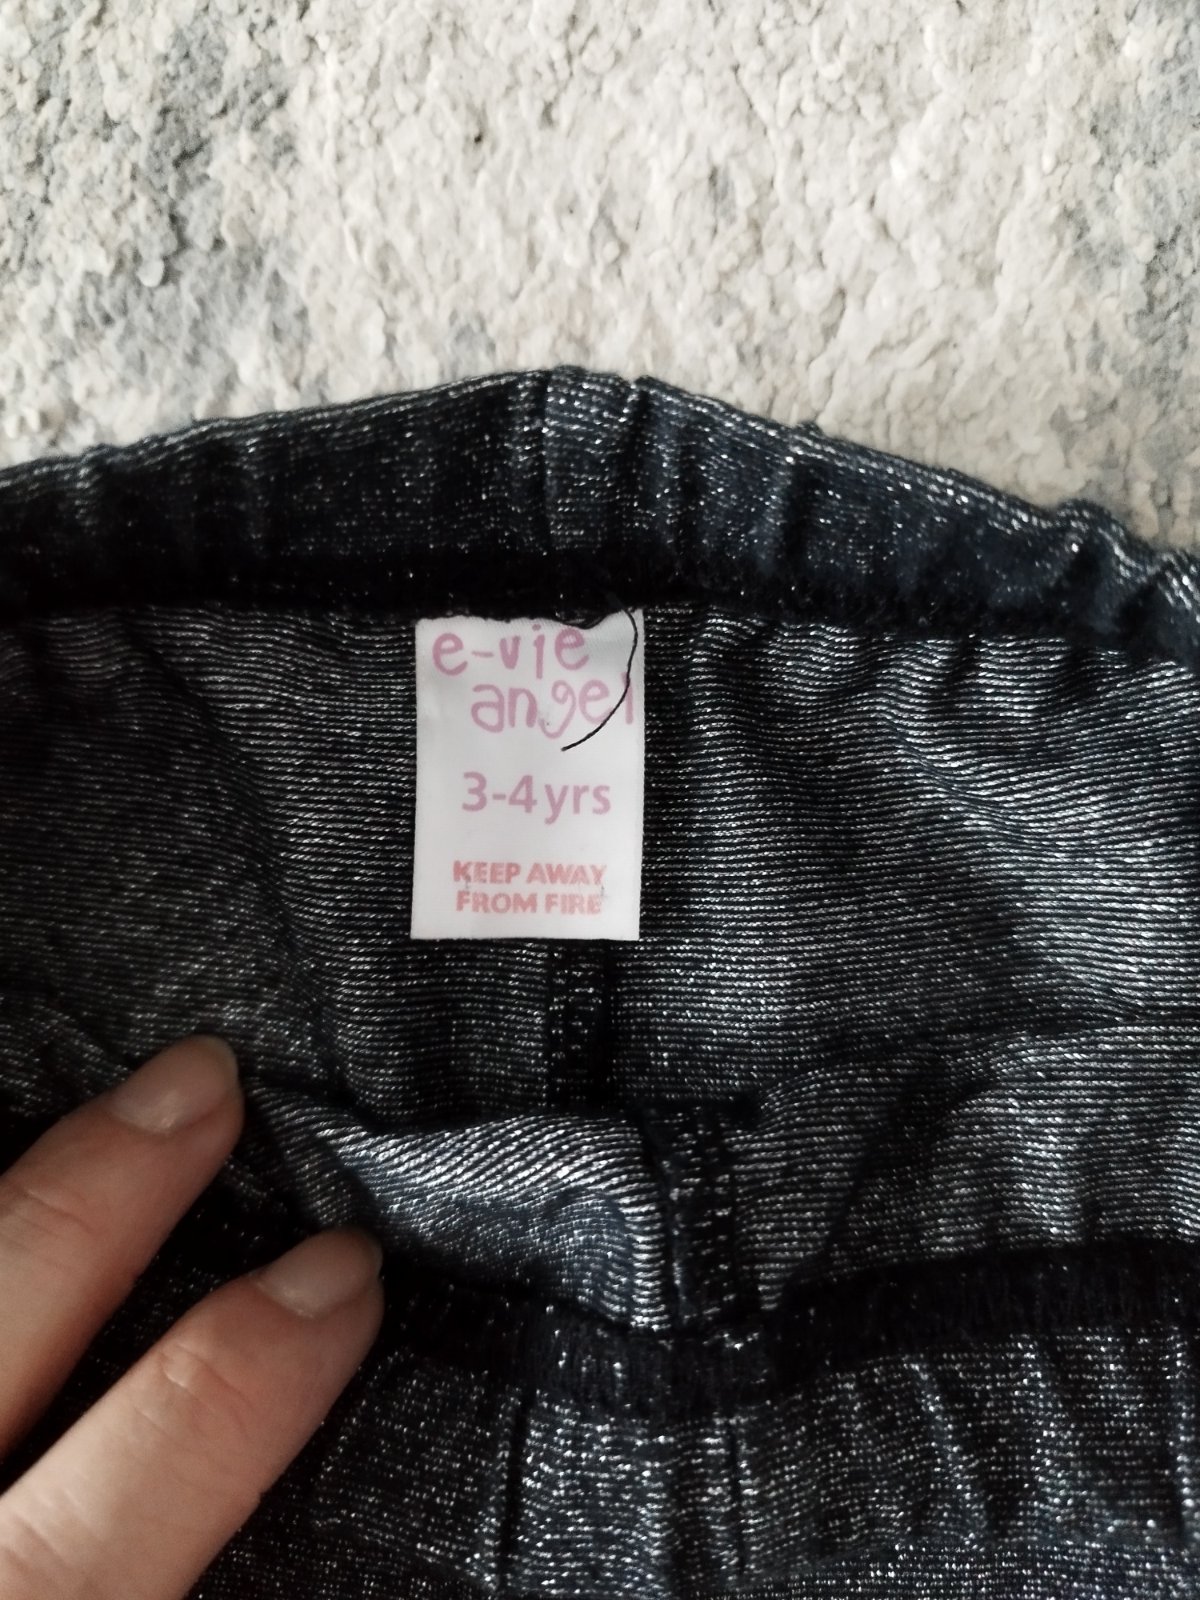 e-vie
angel
3-4yrs
KEEP AWAY
FROM FIRE